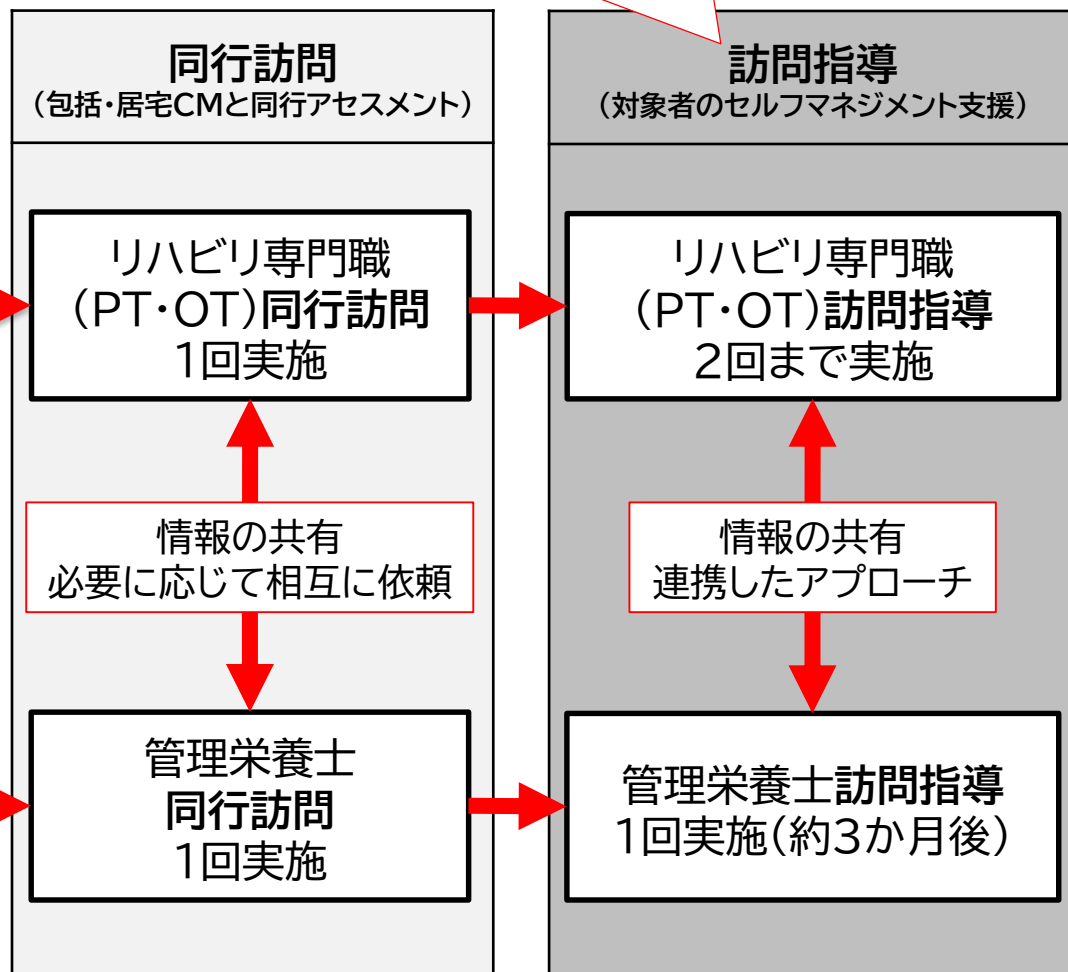 同行訪問
（包括・居宅CMと同行アセスメント）
リハビリ専門職
（PT・OT）同行訪問
1回実施
情報の共有
必要に応じて相互に依頼
管理栄養士
同行訪問
1回実施
訪問指導
（対象者のセルフマネジメント支援）
リハビリ専門職
（PT・OT）訪問指導
2回まで実施
情報の共有
連携したアプローチ
管理栄養士訪問指導
1回実施（約3か月後）